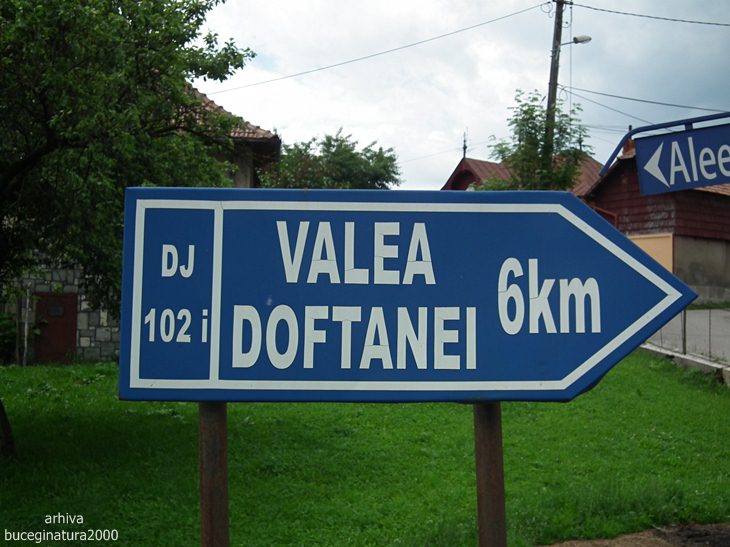 DJ
102 i
VALEA
DOFTANEI
6km
Alee
arhiva
buceginatura2000